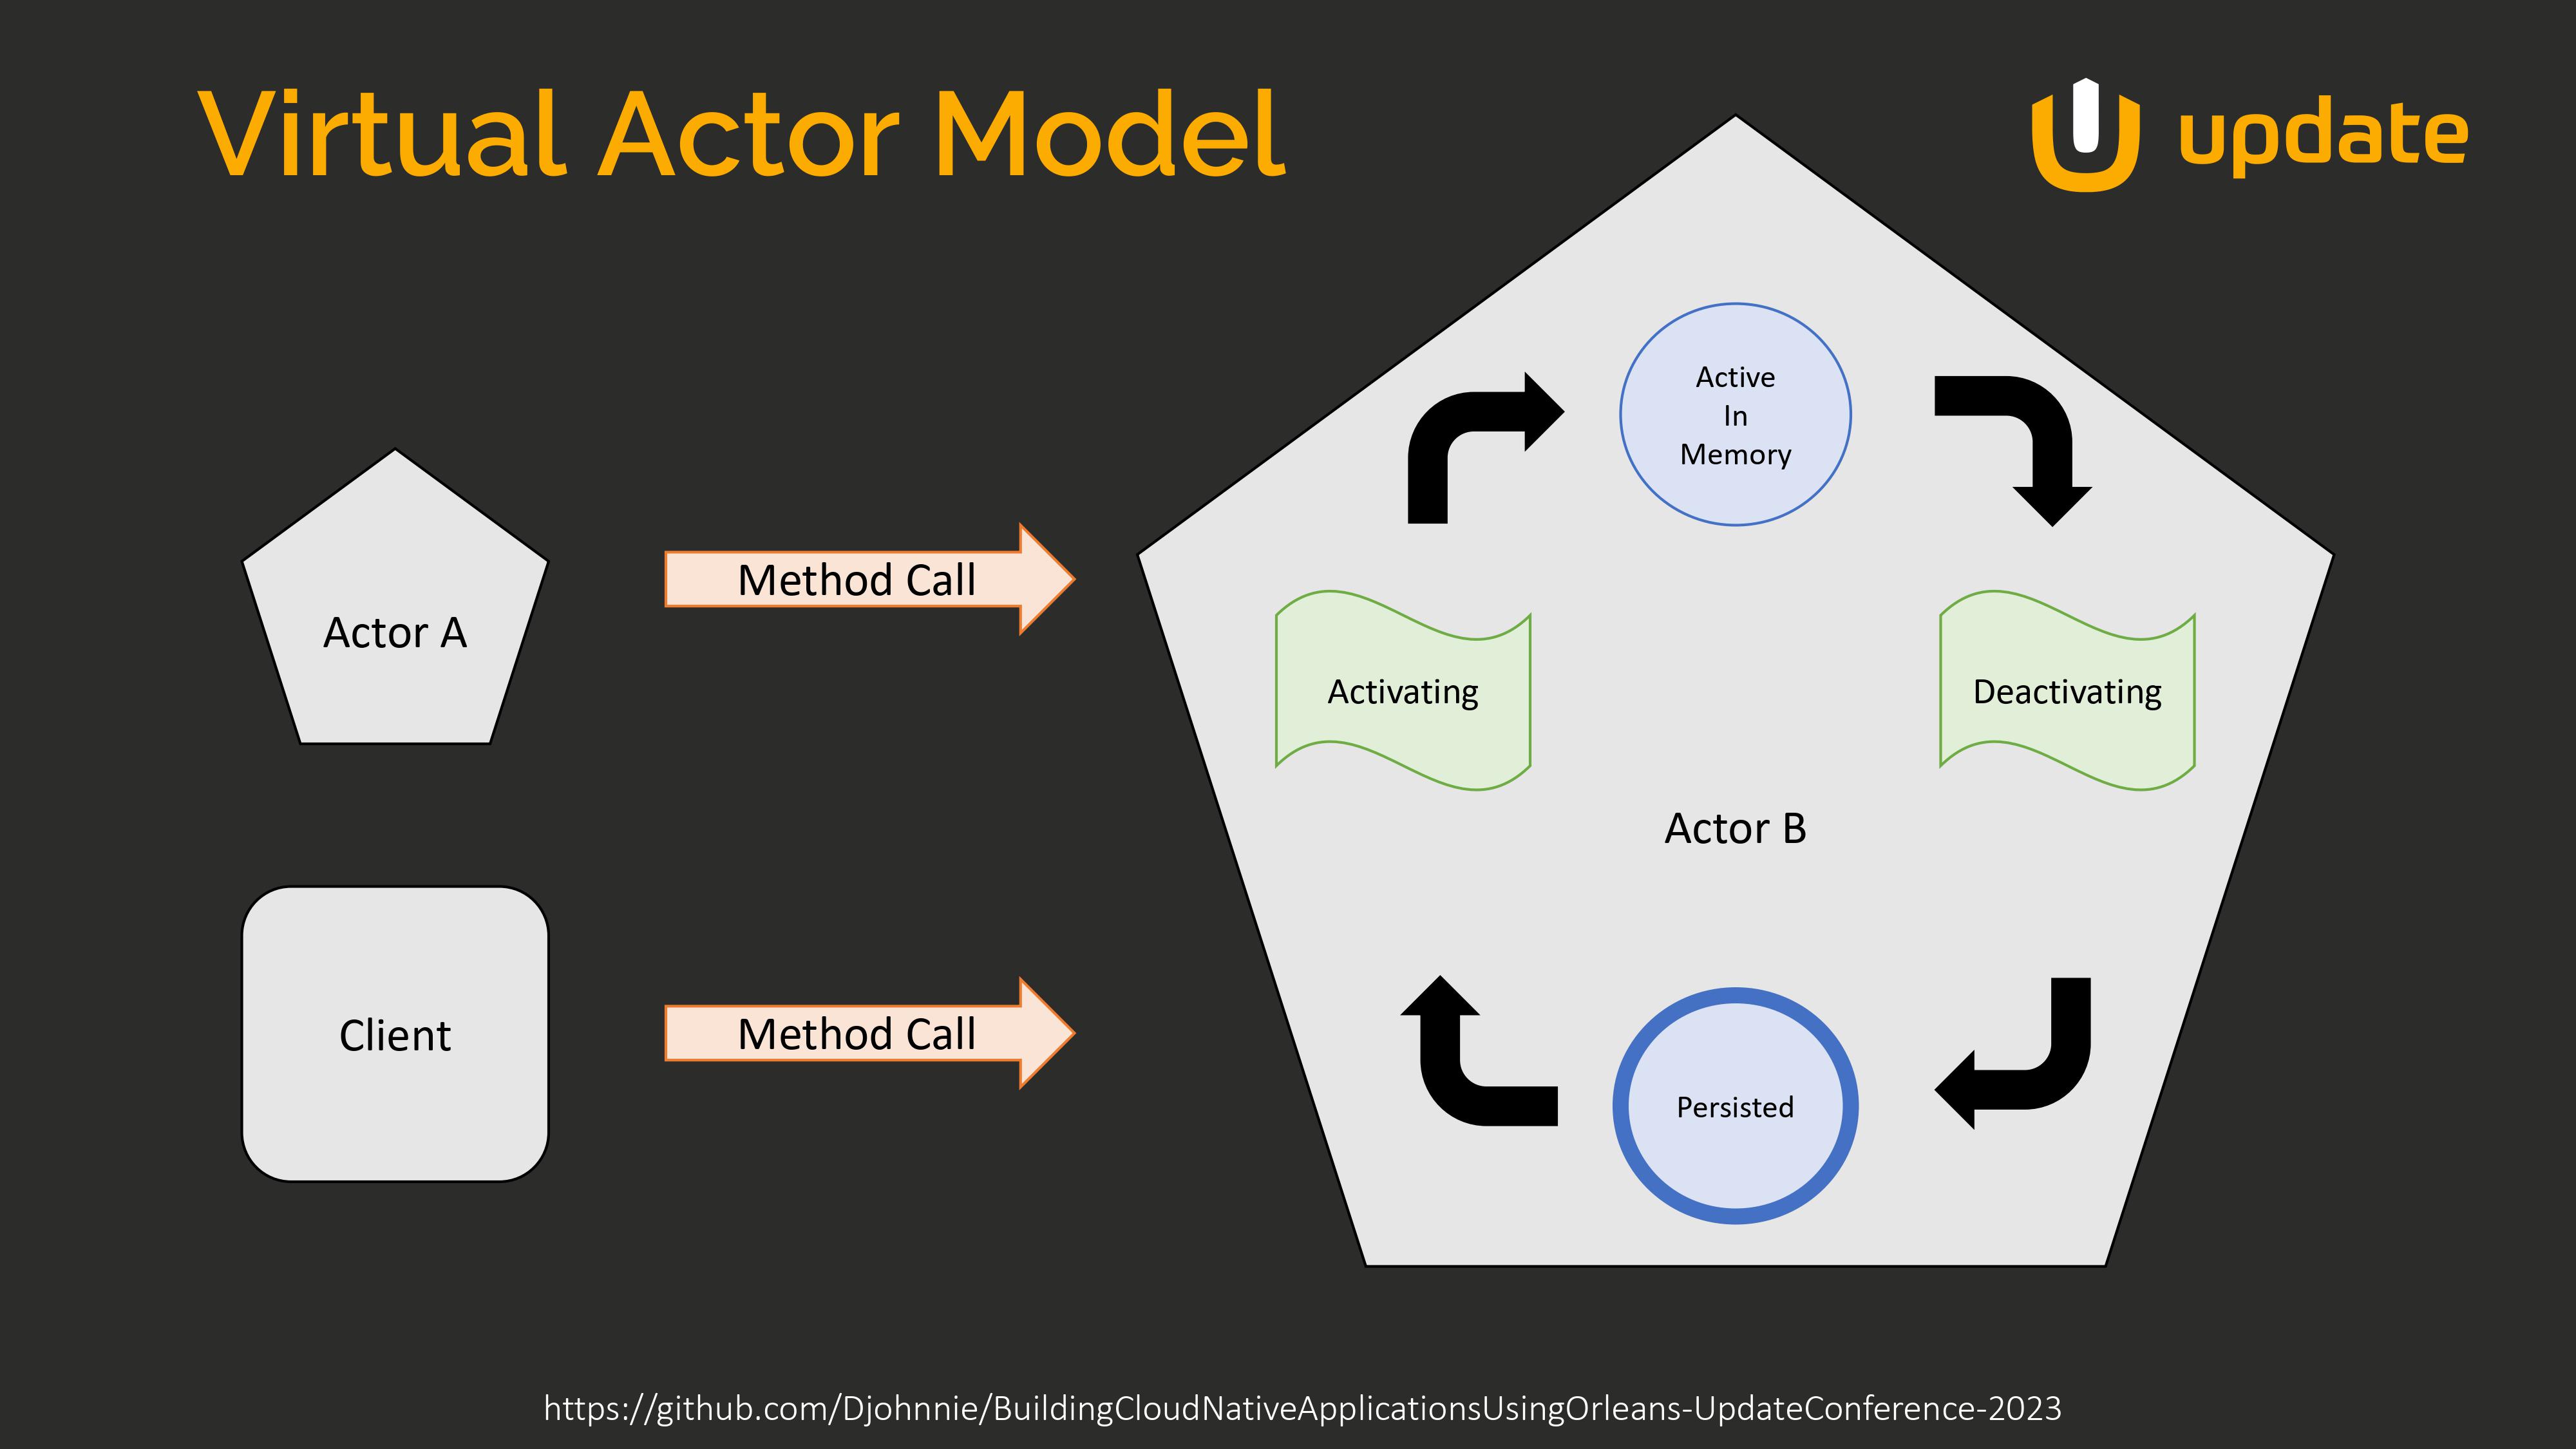 Virtual Actor Model
update
Actor A
Client
Method Call
Method Call
Active
In
Memory
Activating
Deactivating
Actor B
Persisted
https://github.com/Djohnnie/BuildingCloudNativeApplicationsUsingOrleans-UpdateConference-2023